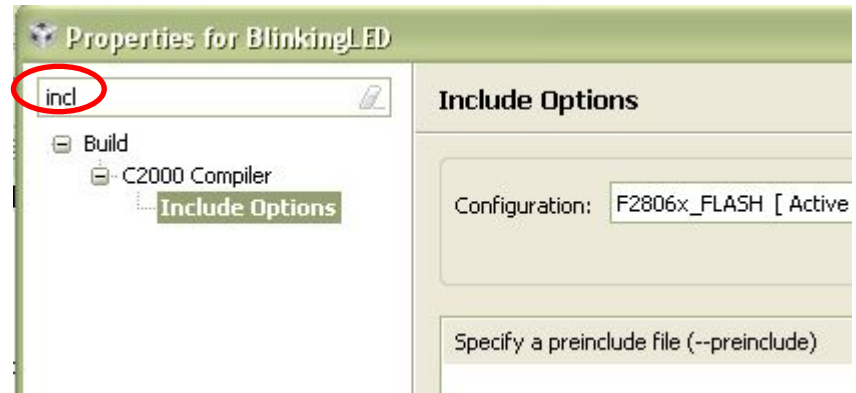 Properties for BlinkingLED
incl
Include Options
Build
C2000 Compiler
Include Options
Configuration: F2806x_FLASH [ Active
Specify a preinclude file (--preinclude)